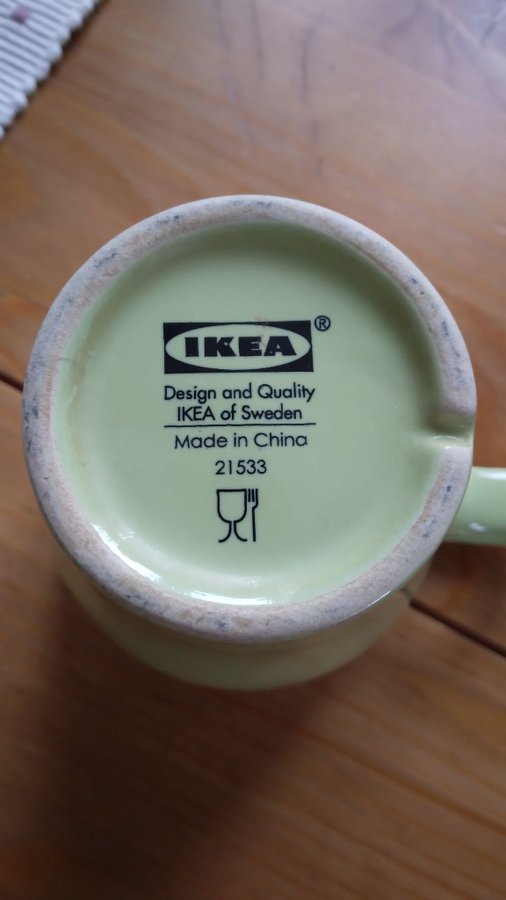 IKEA®
Design and Quality
IKEA of Sweden
Made in China
21533